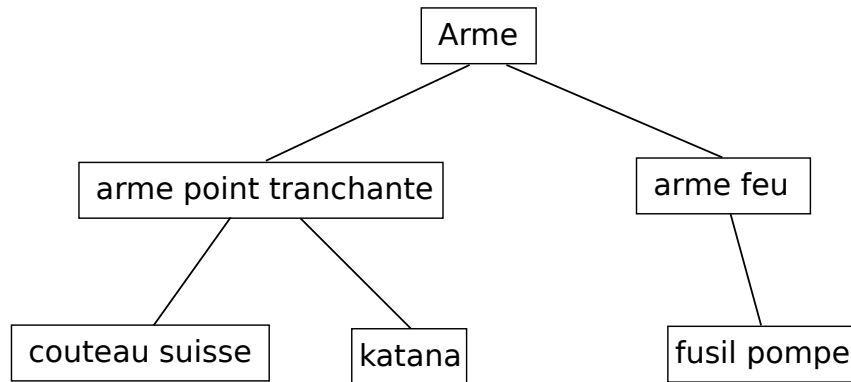 Arme
arme point tranchante
arme feu
couteau suisse
katana
fusil pompe